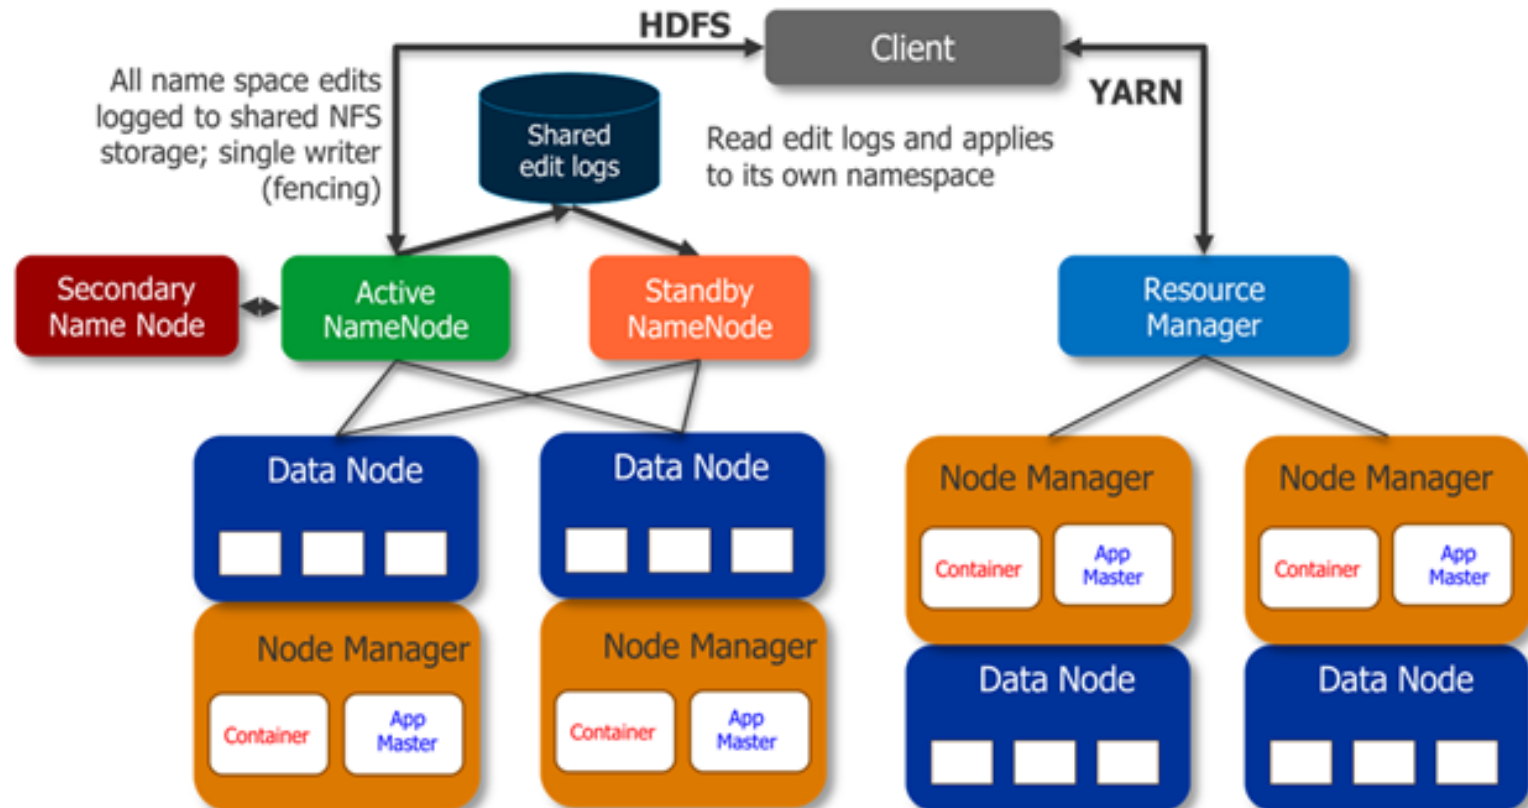 HDFS
Client
YARN
All name space edits
logged to shared NFS
storage; single writer
(fencing)
Shared
edit logs
Read edit logs and applies
to its own namespace
Secondary
Name Node
Active
NameNode
Standby
NameNode
Resource
Manager
Data Node
Data Node
Node Manager
Container
App
Master
Node Manager
Container
App
Master
Node Manager
Container
App
Master
Node Manager
Container
App
Master
Data Node
Data Node